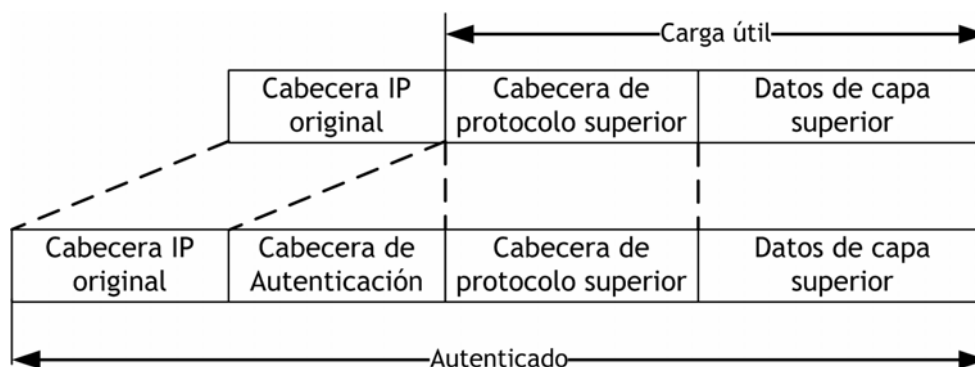 Carga útil
Cabecera IP
original
Cabecera de
protocolo superior
Datos de capa
superior
Cabecera IP
original
Cabecera de
Autenticación
Cabecera de
protocolo superior
Datos de capa
superior
Autenticado